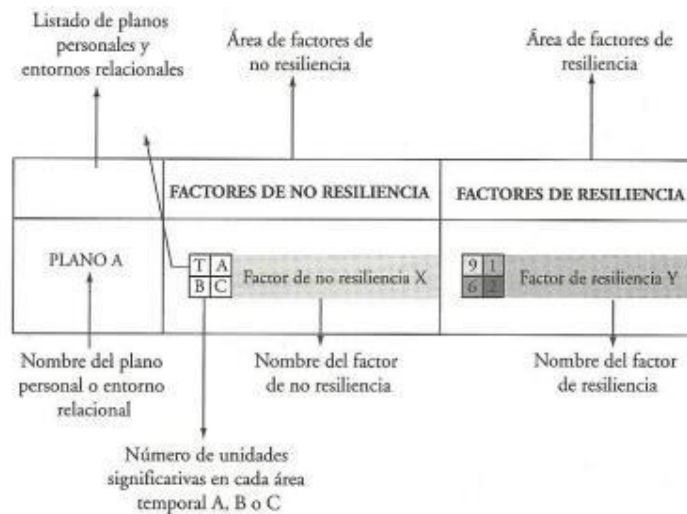 Listado de planos
personales y
entornos relacionales
Área de factores de
no resiliencia
Área de factores de
resiliencia
FACTORES DE NO RESILIENCIA
FACTORES DE RESILIENCIA
PLANO A
T A
B C
Factor de no resiliencia X
9 1
6 2
Factor de resiliencia Y
Nombre del plano
personal o entorno
relacional
Nombre del factor
de no resiliencia
Nombre del factor
de resiliencia
Número de unidades
significativas en cada área
temporal A, B o C